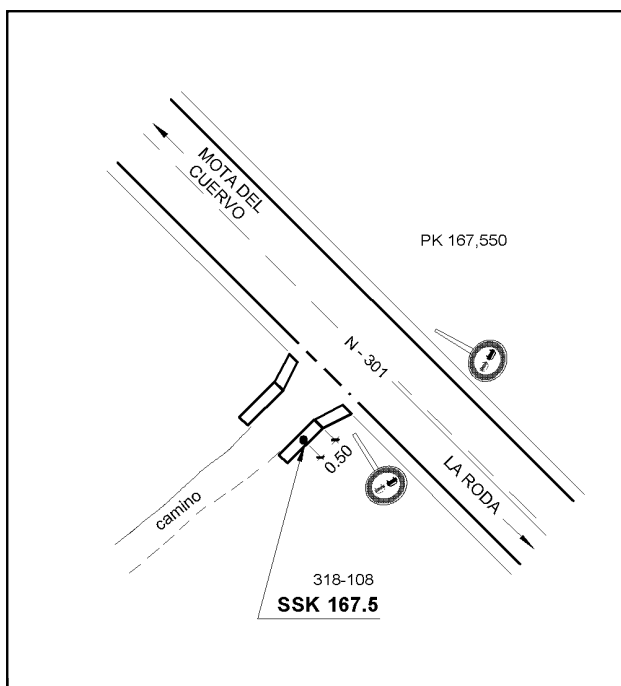 MOTA DEL
CUERVO
PK 167,550
N - 301
LA RODA
0.50
camino
318-108
SSK 167.5